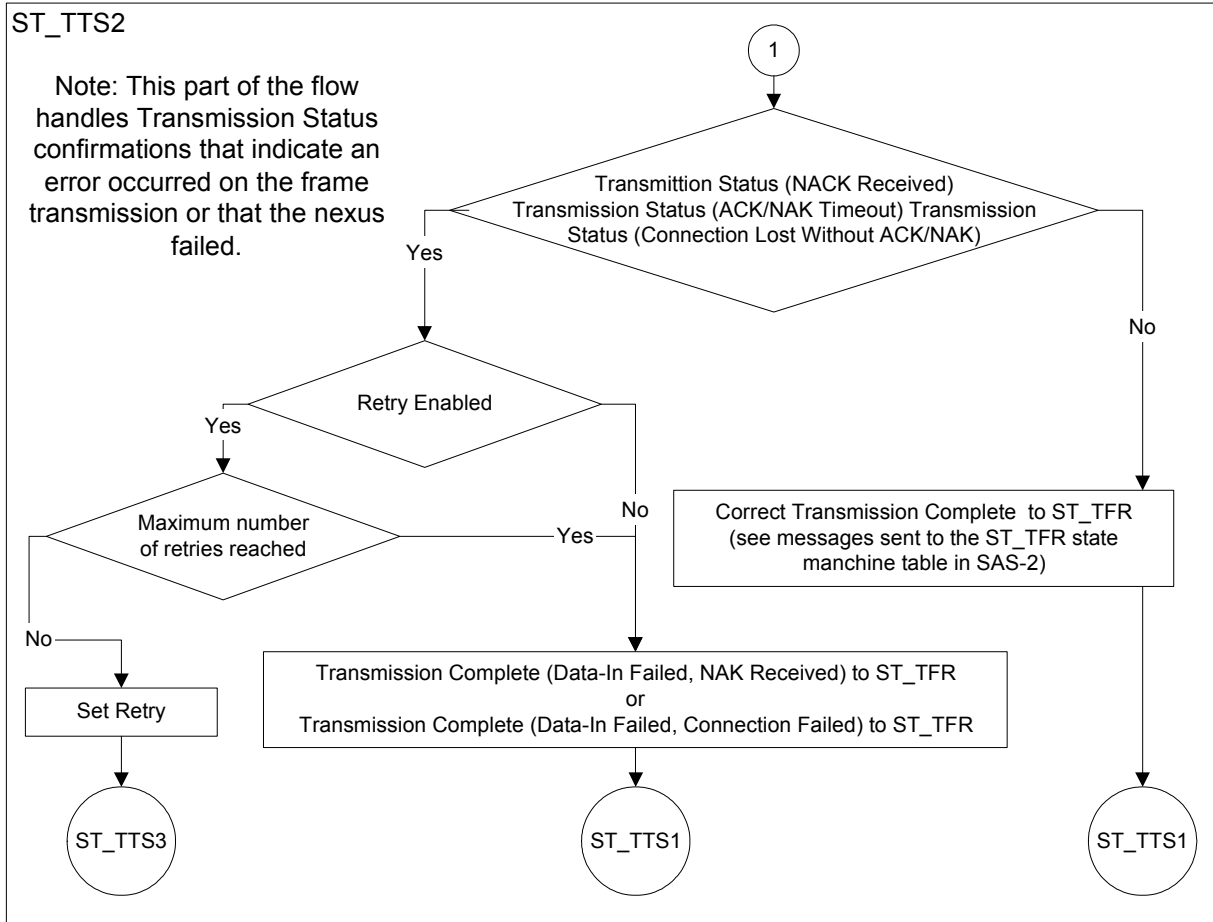 ST_TTS2
Note: This part of the flow
handles Transmission Status
confirmations that indicate an
error occurred on the frame
transmission or that the nexus
failed.
1
Transmittion Status (NACK Received)
Transmission Status (ACK/NAK Timeout) Transmission
Status (Connection Lost Without ACK/NAK)
Yes
No
Retry Enabled
Yes
No
Maximum number
of retries reached
Yes
No
Correct Transmission Complete to ST_TFR
(see messages sent to the ST_TFR state
manchine table in SAS-2)
Set Retry
Transmission Complete (Data-In Failed, NAK Received) to ST_TFR
or
Transmission Complete (Data-In Failed, Connection Failed) to ST_TFR
ST_TTS3
ST_TTS1
ST_TTS1